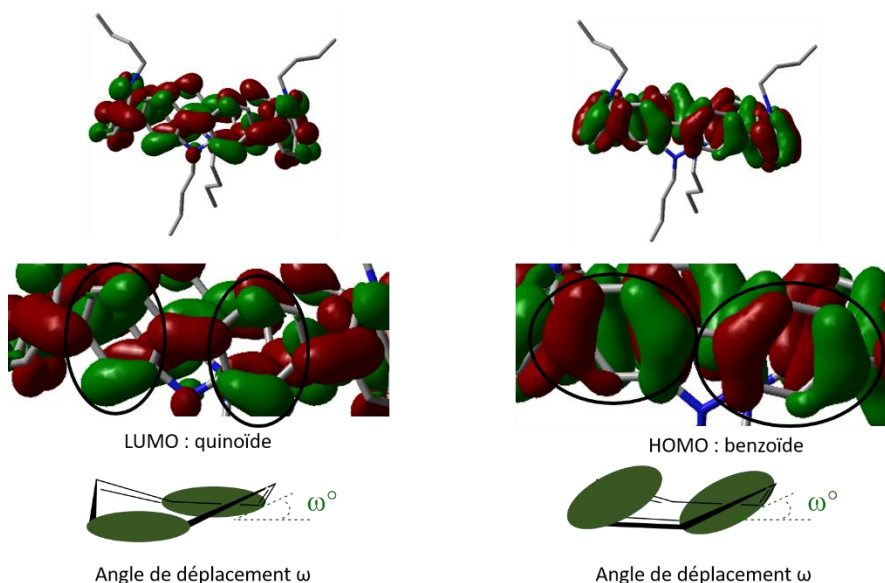 LUMO : quinoïde
HOMO : benzoïde
ω°
ω°
Angle de déplacement ω
Angle de déplacement ω